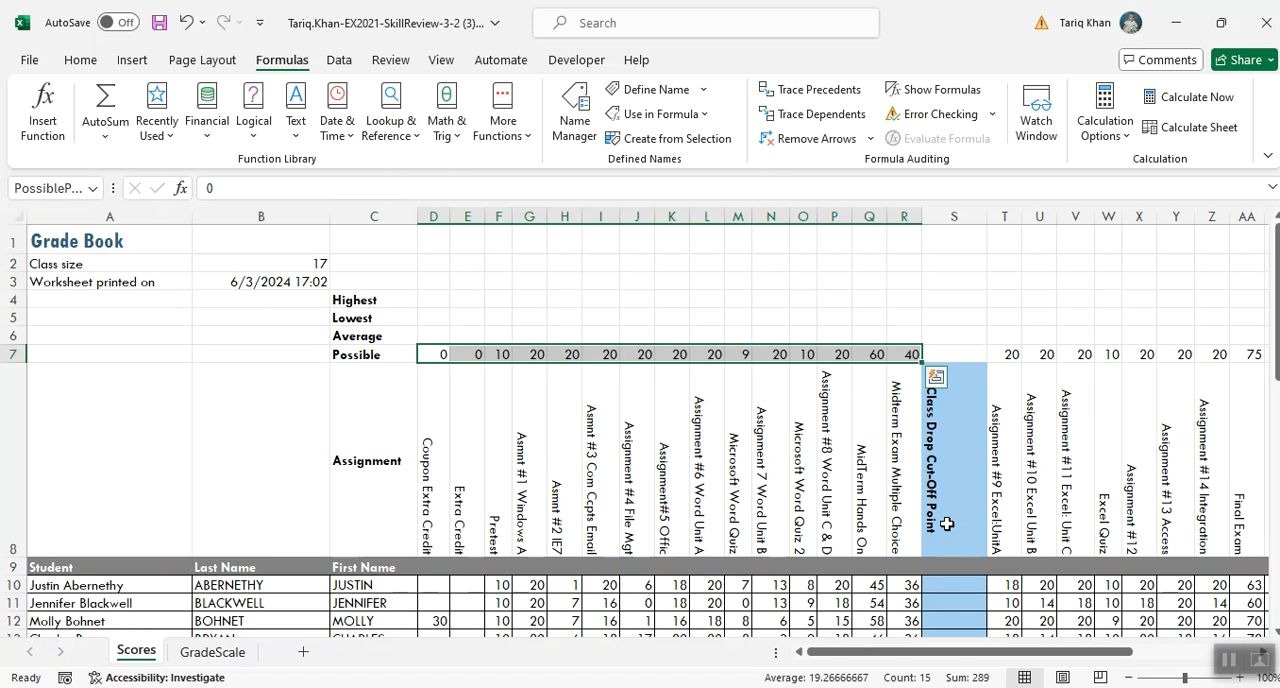 AutoSave Off Tariq.Khan-EX2021-SkillReview-3-2 (3)... Search Tariq Khan
File Home Insert Page Layout Formulas Data Review View Automate Developer Help Comments Share
Insert Function AutoSum Recently Used Financial Logical Text Date & Time Lookup & Reference Math & Trig More Functions
Function Library
Name Manager Define Name Use in Formula Create from Selection
Defined Names
Trace Precedents Trace Dependents Remove Arrows Show Formulas Error Checking Evaluate Formula
Formula Auditing
Watch Window
Calculation Options Calculate Now Calculate Sheet
Calculation
PossibleP... fx 0
A B C D E F G H I J K L M N O P Q R S T U V W X Y Z AA
1 Grade Book
2 Class size 17
3 Worksheet printed on 6/3/2024 17:02
4 Highest
5 Lowest
6 Average
7 Possible 0 0 10 20 20 20 20 20 20 9 20 10 20 60 40 20 20 20 10 20 20 20 75
8 Assignment
Coupon Extra Credit
Extra Credit
Pretest
Asmnt #1 Windows A
Asmnt #2 IE7
Asmnt #3 Com Ccpts Email
Assignment #4 File Mgt
Assignment#5 Offic
Assignment #6 Word Unit A
Microsoft Word Quiz
Assignment 7 Word Unit B
Microsoft Word Quiz 2
Assignment #8 Word Unit C & D
MidTerm Hands On
Midterm Exam Multiple Choice
Class Drop Cut-Off Point
Assignment #9 Excel:UnitA
Assignment #10 Excel Unit B
Assignment #11 Excel: Unit C
Excel Quiz
Assignment #12
Assignment #13 Access
Assignment #14 Integration
Final Exam
9 Student Last Name First Name
10 Justin Abernethy ABERNETHY JUSTIN 10 20 1 20 6 18 20 7 13 8 20 45 36 18 20 20 10 20 20 20 63
11 Jennifer Blackwell BLACKWELL JENNIFER 10 20 7 16 0 18 20 0 13 9 18 54 36 10 14 18 10 18 20 14 60
12 Molly Bohnet BOHNET MOLLY 30 10 20 7 16 1 16 18 8 6 5 15 58 36 20 20 20 9 20 20 20 70
Scores GradeScale
Ready Accessibility: Investigate Average: 19.26666667 Count: 15 Sum: 289 100%